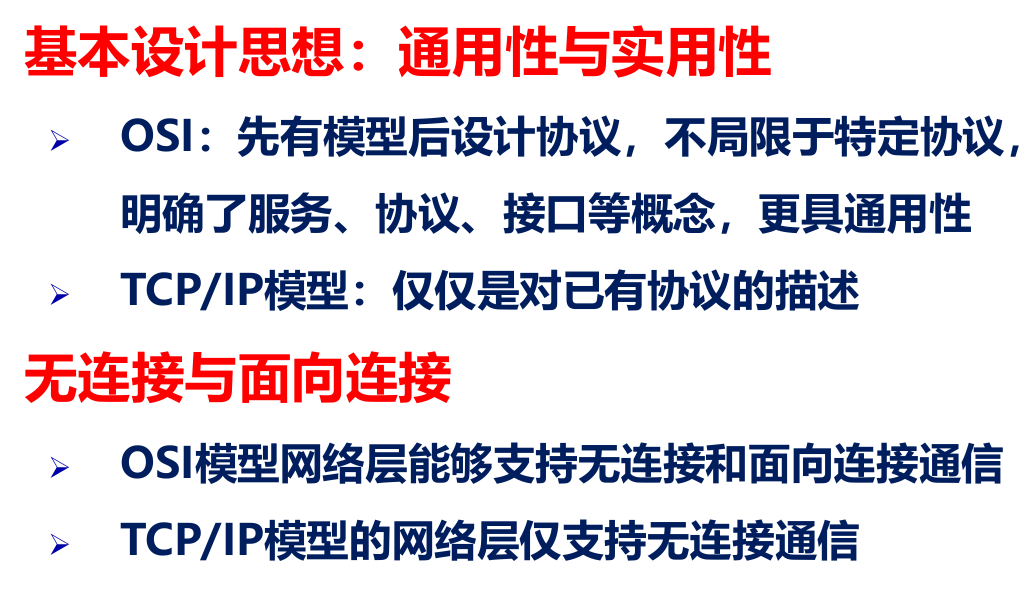 基本设计思想：通用性与实用性
➢ OSI：先有模型后设计协议，不局限于特定协议，
明确了服务、协议、接口等概念，更具通用性
➢ TCP/IP模型：仅仅是对已有协议的描述
无连接与面向连接
➢ OSI模型网络层能够支持无连接和面向连接通信
➢ TCP/IP模型的网络层仅支持无连接通信